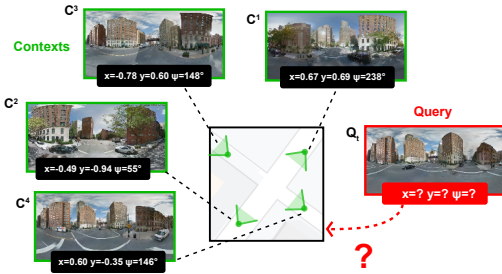 C³
Contexts
x=-0.78 y=0.60 ψ=148°
C¹
x=0.67 y=0.69 ψ=238°
C²
x=-0.49 y=-0.94 ψ=55°
Query
Qt
x=? y=? ψ=?
C⁴
x=0.60 y=-0.35 ψ=146°
?